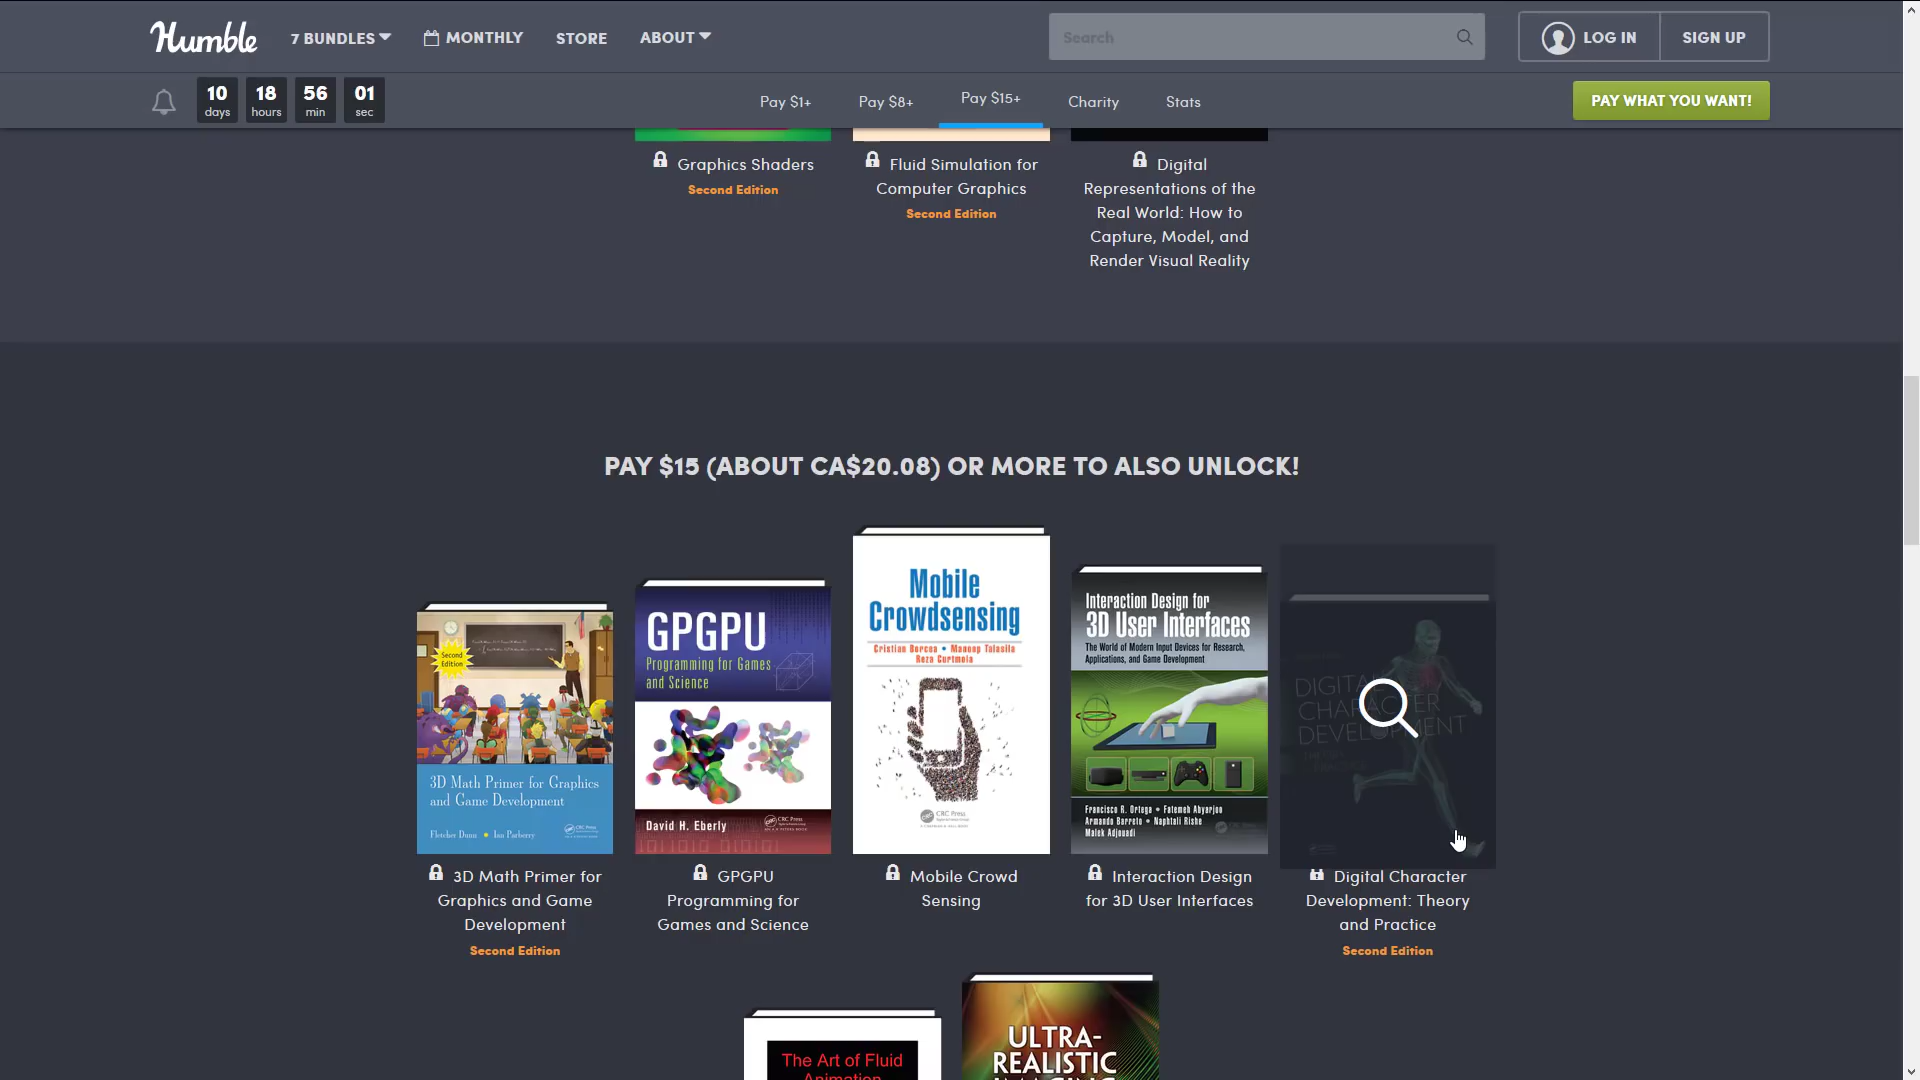 Humble
7 BUNDLES
MONTHLY
STORE
ABOUT
Search
LOG IN
SIGN UP
10
days
18
hours
56
min
01
sec
Pay $1+
Pay $8+
Pay $15+
Charity
Stats
PAY WHAT YOU WANT!
Graphics Shaders
Second Edition
Fluid Simulation for
Computer Graphics
Second Edition
Digital
Representations of the
Real World: How to
Capture, Model, and
Render Visual Reality
PAY $15 (ABOUT CA$20.08) OR MORE TO ALSO UNLOCK!
Second
Edition
3D Math Primer for Graphics
and Game Development
Fletcher Dunn • Ian Parberry
CRC Press
GPGPU
Programming for Games
and Science
David H. Eberly
CRC Press
Mobile
Crowdsensing
Cristian Borcea • Manoop Talasila
Reza Curtmola
CRC Press
Interaction Design for
3D User Interfaces
The World of Modern Input Devices for Research,
Applications, and Game Development
Francisco R. Ortega • Fatemeh Abyarjoo
Armando Barreto • Naphtali Rishe
Malek Adjouadi
DIGITAL
CHARACTER
DEVELOPMENT
3D Math Primer for
Graphics and Game
Development
Second Edition
GPGPU
Programming for
Games and Science
Mobile Crowd
Sensing
Interaction Design
for 3D User Interfaces
Digital Character
Development: Theory
and Practice
Second Edition
The Art of Fluid
Animation
ULTRA-
REALISTIC
IMAGING